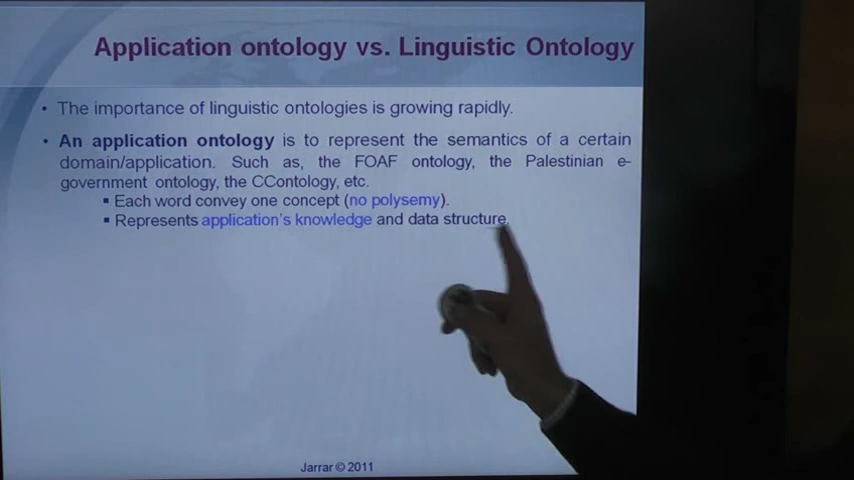 Application ontology vs. Linguistic Ontology
• The importance of linguistic ontologies is growing rapidly.
• An application ontology is to represent the semantics of a certain
domain/application. Such as, the FOAF ontology, the Palestinian e-
government ontology, the CContology, etc.
▪ Each word convey one concept (no polysemy).
▪ Represents application's knowledge and data structure.
Jarrar © 2011